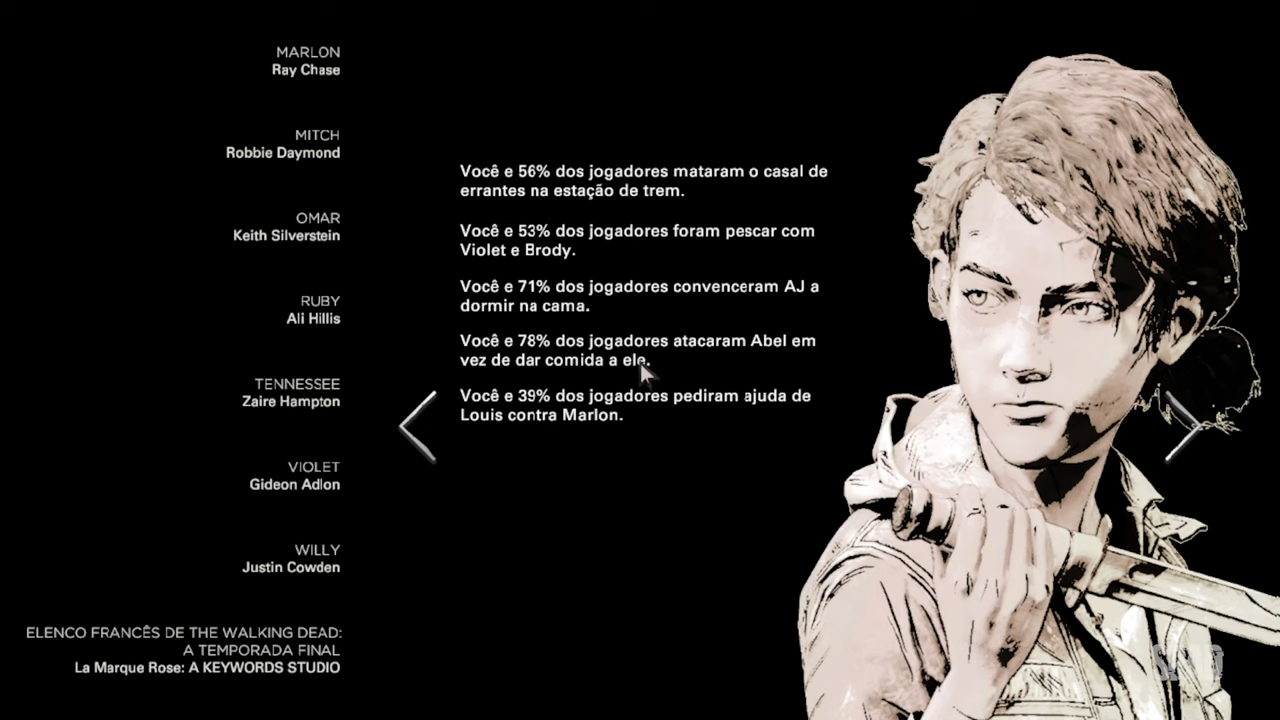 MARLON
Ray Chase
MITCH
Robbie Daymond
OMAR
Keith Silverstein
RUBY
Ali Hillis
TENNESSEE
Zaire Hampton
VIOLET
Gideon Adlon
WILLY
Justin Cowden
ELENCO FRANCÊS DE THE WALKING DEAD:
A TEMPORADA FINAL
La Marque Rose: A KEYWORDS STUDIO
Você e 56% dos jogadores mataram o casal de
errantes na estação de trem.
Você e 53% dos jogadores foram pescar com
Violet e Brody.
Você e 71% dos jogadores convenceram AJ a
dormir na cama.
Você e 78% dos jogadores atacaram Abel em
vez de dar comida a ele.
Você e 39% dos jogadores pediram ajuda de
Louis contra Marlon.